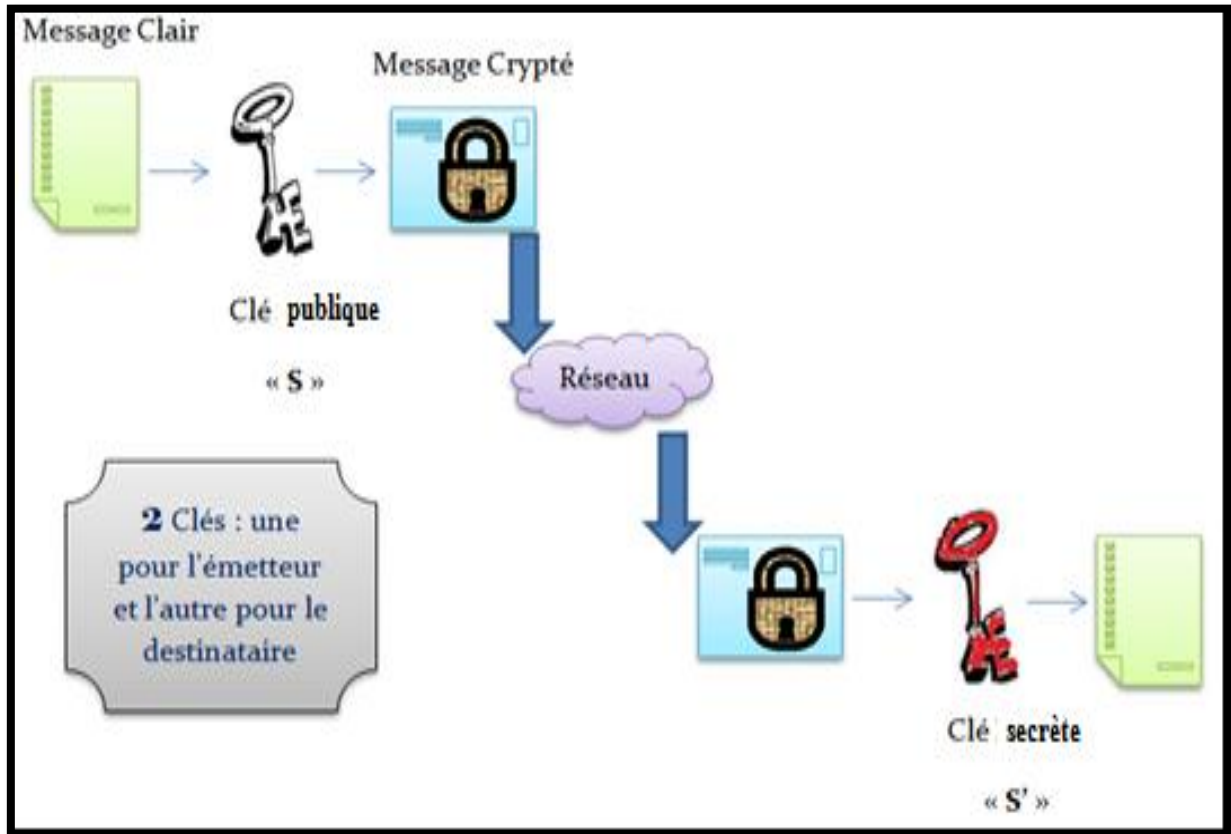 Message Clair
Message Crypté
Clé publique
« S »
Réseau
2 Clés : une
pour l'émetteur
et l'autre pour le
destinataire
Clé secrète
« S' »